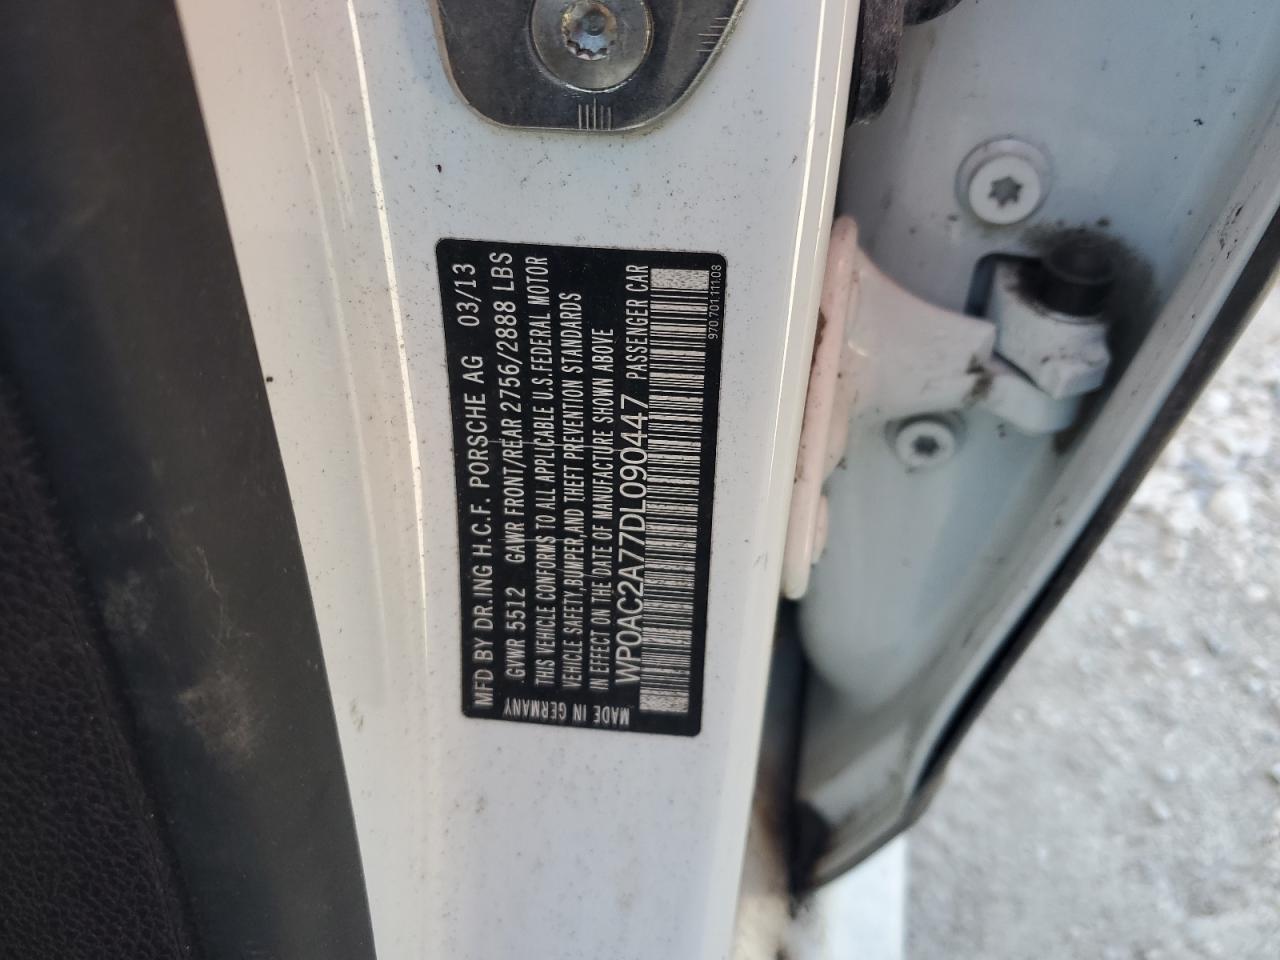 MFD BY DR.ING H.C.F. PORSCHE AG 03/13
GVWR 5512 GAWR FRONT/REAR 2756/2888 LBS
THIS VEHICLE CONFORMS TO ALL APPLICABLE U.S. FEDERAL MOTOR
VEHICLE SAFETY,BUMPER,AND THEFT PREVENTION STANDARDS
IN EFFECT ON THE DATE OF MANUFACTURE SHOWN ABOVE
WP0AC2A77DL090447 PASSENGER CAR
MADE IN GERMANY
970.701.111.08